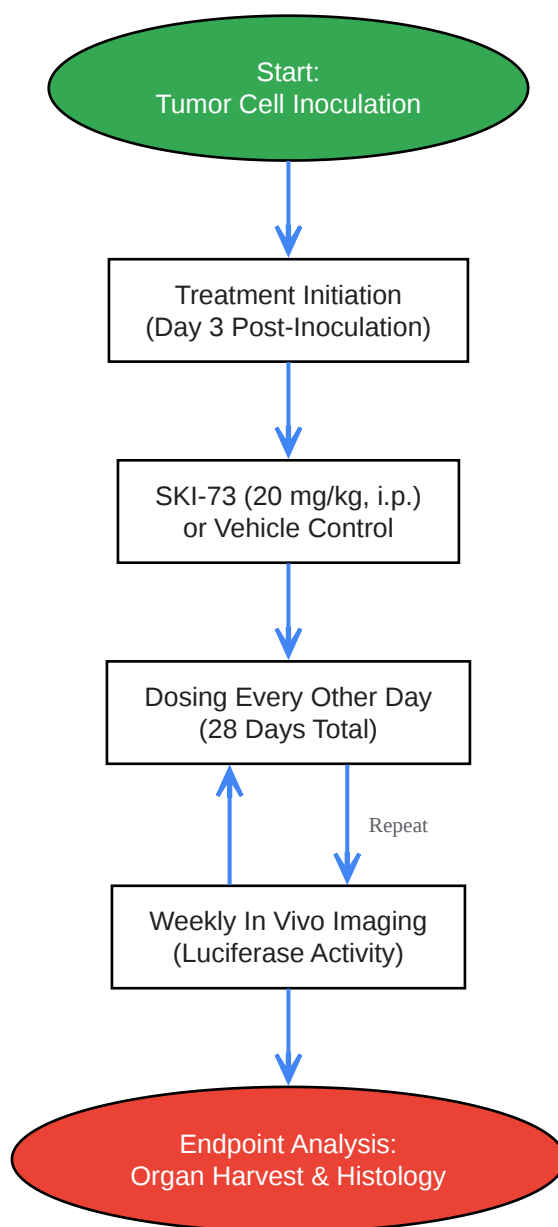 Start:
Tumor Cell Inoculation
Treatment Initiation
(Day 3 Post-Inoculation)
SKI-73 (20 mg/kg, i.p.)
or Vehicle Control
Dosing Every Other Day
(28 Days Total)
Repeat
Weekly In Vivo Imaging
(Luciferase Activity)
Endpoint Analysis:
Organ Harvest & Histology